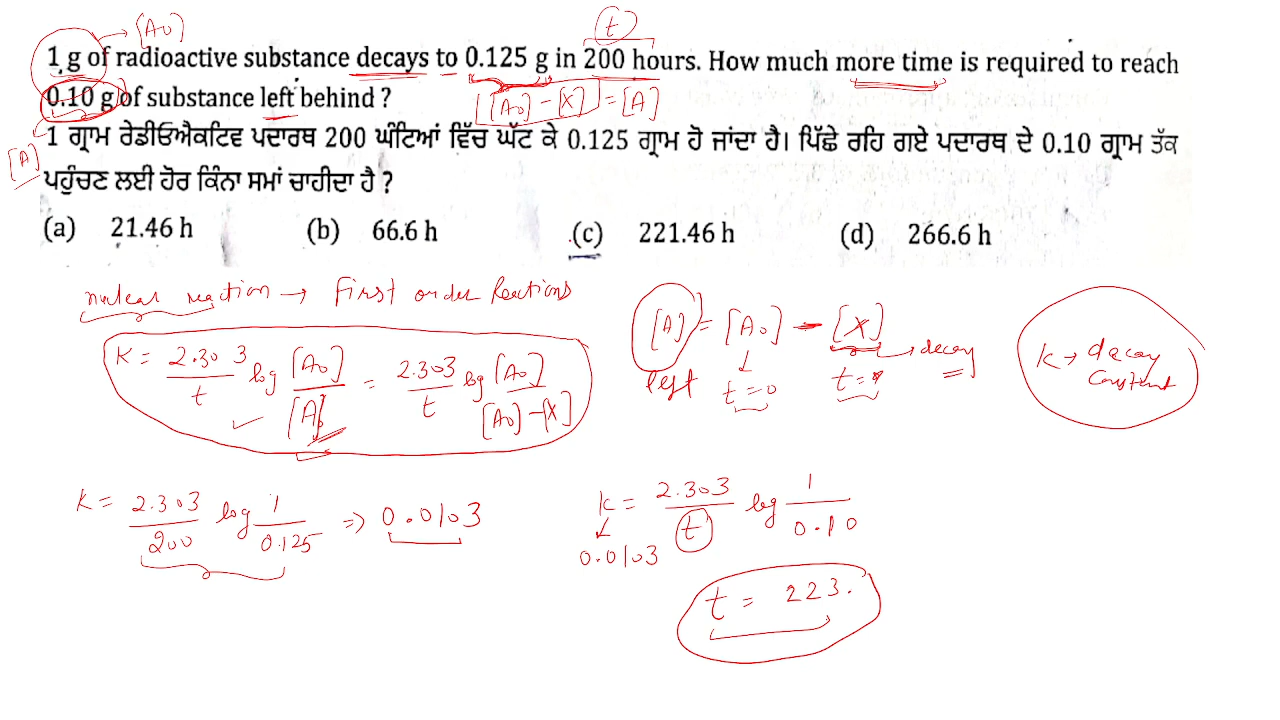 [A₀]
t
1 g of radioactive substance decays to 0.125 g in 200 hours. How much more time is required to reach
0.10 g of substance left behind ?
[[A₀] - [X]] = [A]
[A]
1 ਗ੍ਰਾਮ ਰੇਡੀਓਐਕਟਿਵ ਪਦਾਰਥ 200 ਘੰਟਿਆਂ ਵਿੱਚ ਘੱਟ ਕੇ 0.125 ਗ੍ਰਾਮ ਹੋ ਜਾਂਦਾ ਹੈ। ਪਿੱਛੇ ਰਹਿ ਗਏ ਪਦਾਰਥ ਦੇ 0.10 ਗ੍ਰਾਮ ਤੱਕ
ਪਹੁੰਚਣ ਲਈ ਹੋਰ ਕਿੰਨਾ ਸਮਾਂ ਚਾਹੀਦਾ ਹੈ ?
(a) 21.46 h (b) 66.6 h (c) 221.46 h (d) 266.6 h
nuclear reaction → First order Reactions
K = 2.303/t log [A₀]/[A] = 2.303/t log [A₀]/[A₀]-[X]
[A] = [A₀] - [X] → decay
left t=0
K → decay
Constant
K = 2.303/200 log 1/0.125 ⇒ 0.0103
K = 2.303/t log 1/0.10
0.0103
t = 223.